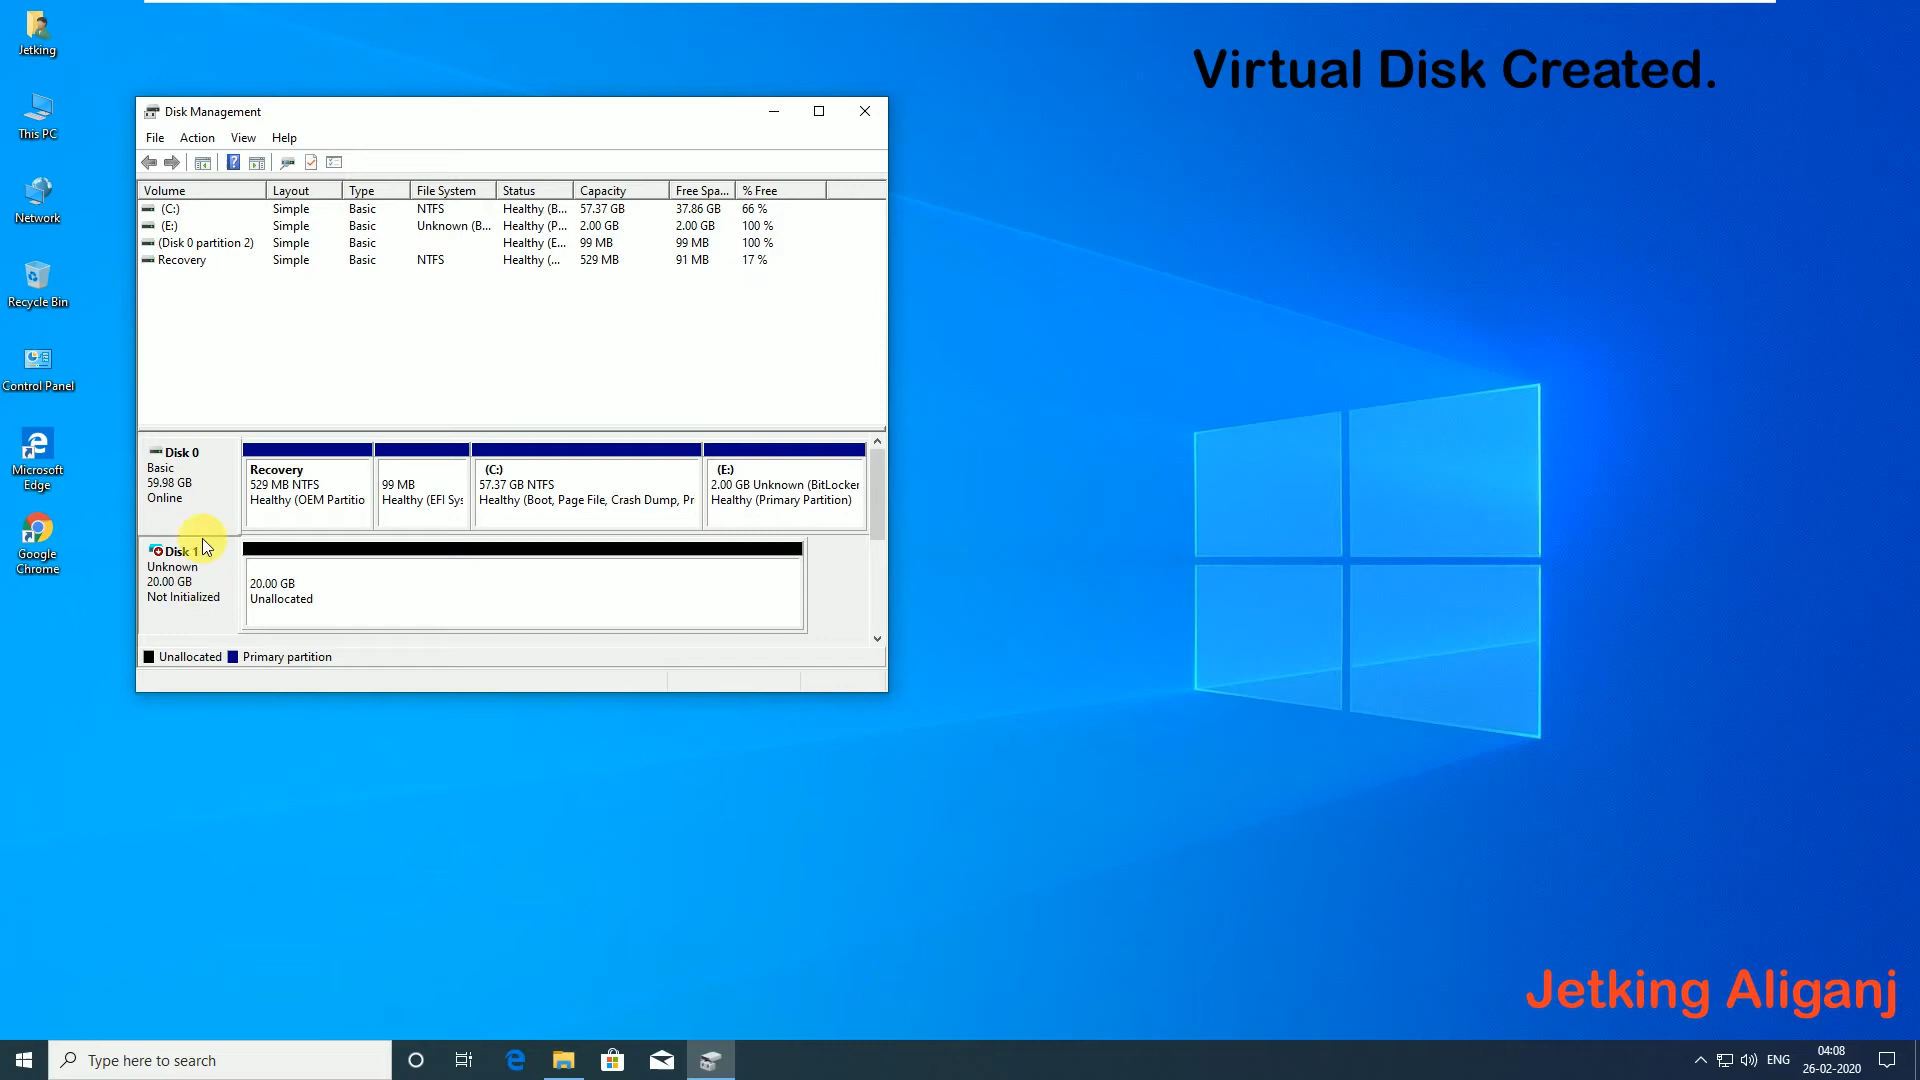 Jetking
This PC
Network
Recycle Bin
Control Panel
Microsoft
Edge
Google
Chrome
Virtual Disk Created.
Disk Management
File Action View Help
Volume Layout Type File System Status Capacity Free Spa... % Free
(C:) Simple Basic NTFS Healthy (B... 57.37 GB 37.86 GB 66 %
(E:) Simple Basic Unknown (B... Healthy (P... 2.00 GB 2.00 GB 100 %
(Disk 0 partition 2) Simple Basic Healthy (E... 99 MB 99 MB 100 %
Recovery Simple Basic NTFS Healthy (... 529 MB 91 MB 17 %
Disk 0
Basic
59.98 GB
Online
Recovery
529 MB NTFS
Healthy (OEM Partitio
99 MB
Healthy (EFI Sys
(C:)
57.37 GB NTFS
Healthy (Boot, Page File, Crash Dump, Pr
(E:)
2.00 GB Unknown (BitLocker
Healthy (Primary Partition)
Disk 1
Unknown
20.00 GB
Not Initialized
20.00 GB
Unallocated
Unallocated Primary partition
Jetking Aliganj
Type here to search
ENG
04:08
26-02-2020